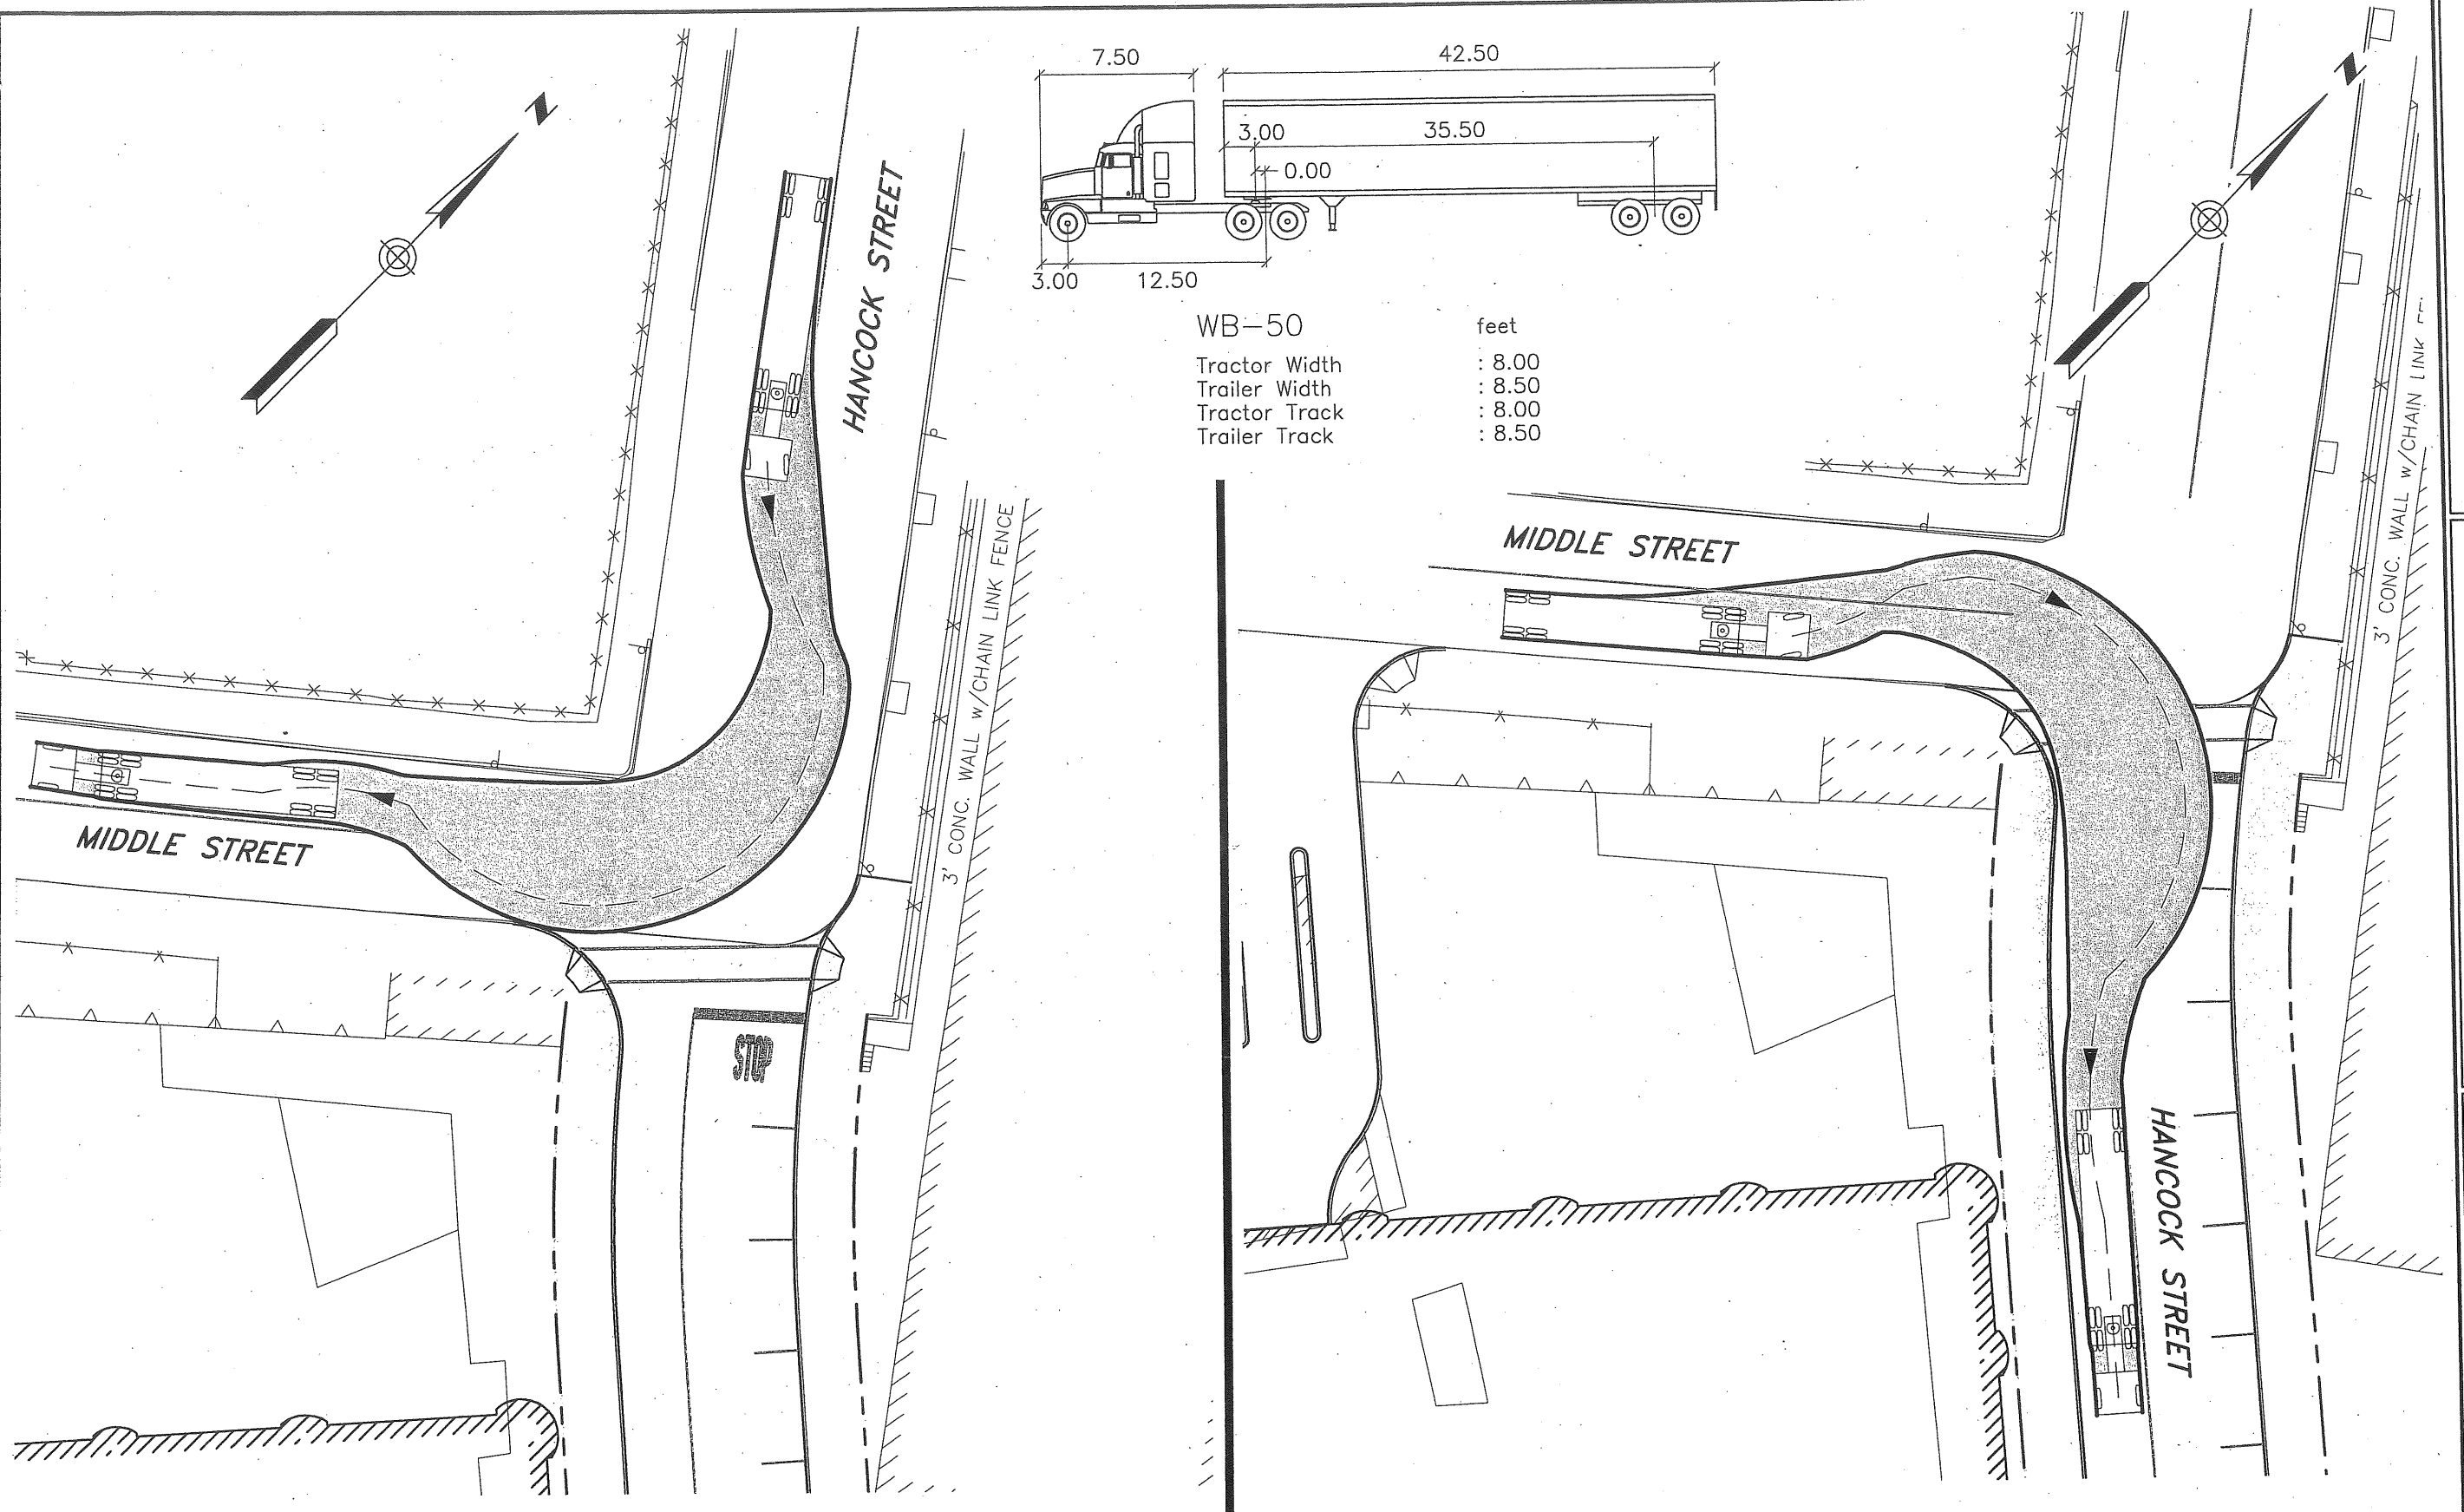 7.50
42.50
3.00
35.50
0.00
3.00
12.50
WB-50
feet
Tractor Width : 8.00
Trailer Width : 8.50
Tractor Track : 8.00
Trailer Track : 8.50
N
HANCOCK STREET
3' CONC. WALL w/CHAIN LINK FENCE
MIDDLE STREET
STOP
N
MIDDLE STREET
3' CONC. WALL w/CHAIN LINK
HANCOCK STREET